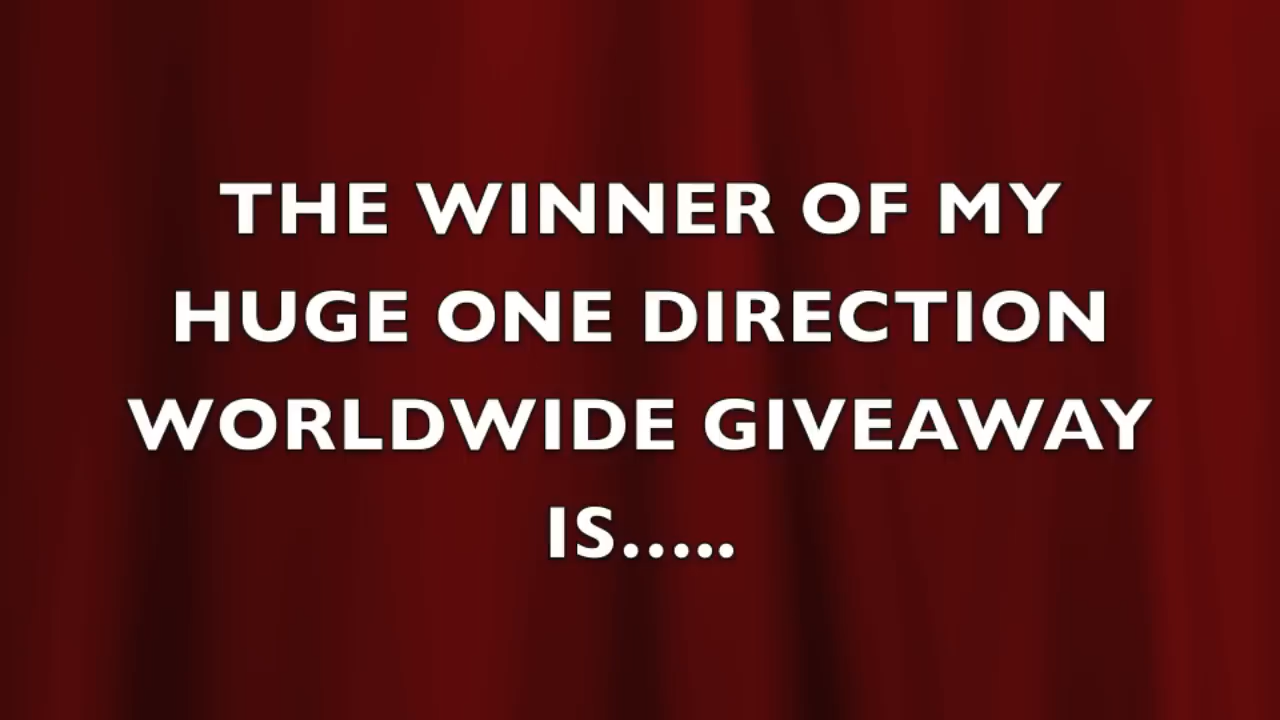 THE WINNER OF MY
HUGE ONE DIRECTION
WORLDWIDE GIVEAWAY
IS.....